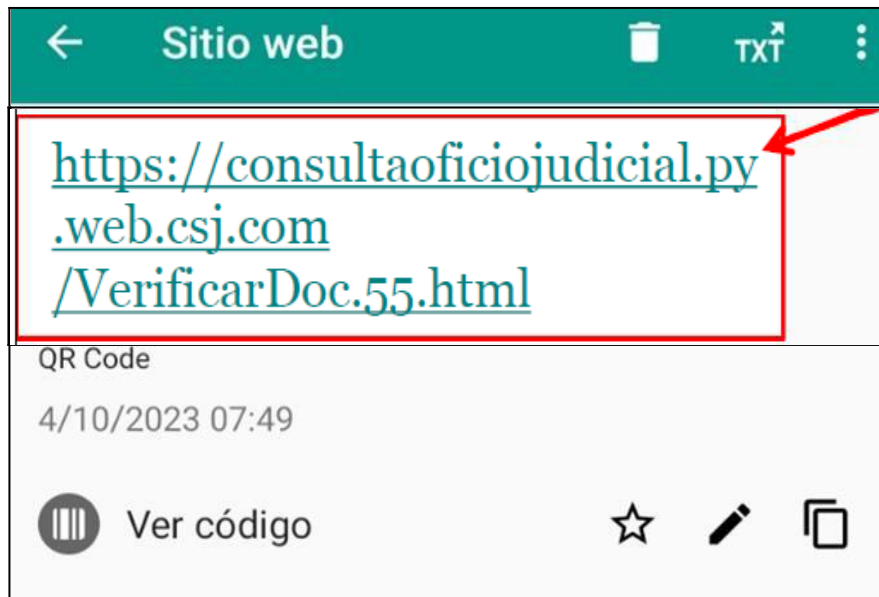 Sitio web
TXT
https://consultaoficiojudicial.py
.web.csj.com
/VerificarDoc.55.html
QR Code
4/10/2023 07:49
Ver código